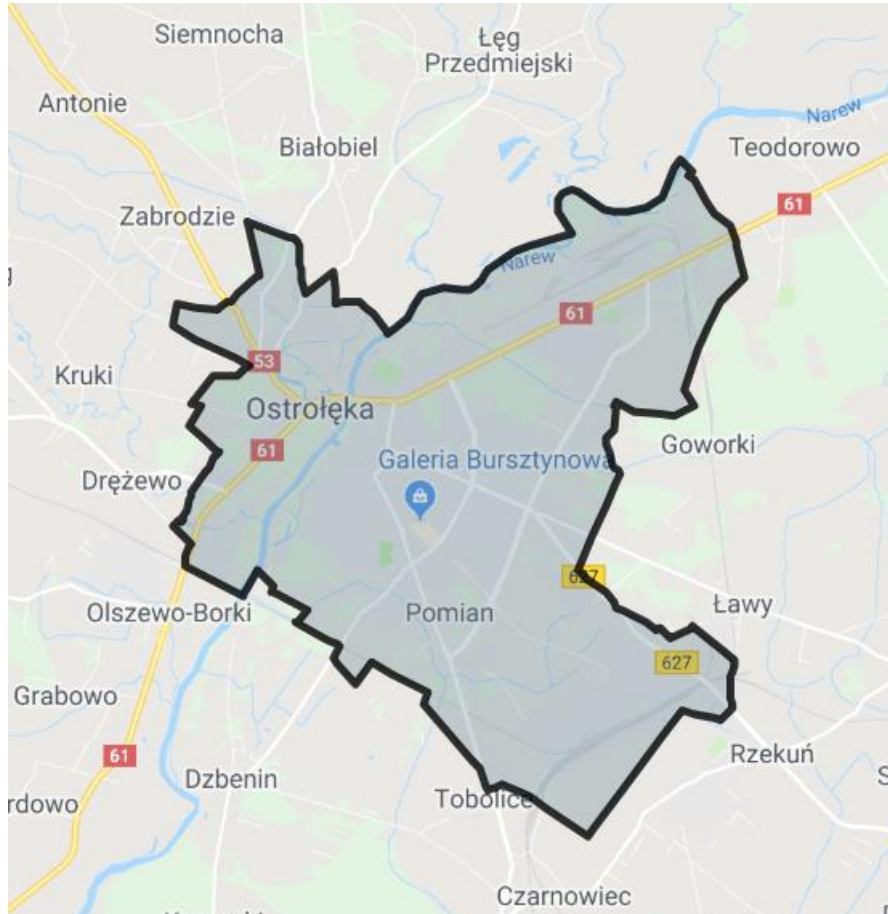 Siemnocha
Łęg
Przedmiejski
Antonie
Narew
Białobiel
Teodorowo
61
Zabrodzie
Narew
61
53
Kruki
Ostrołęka
61
Goworki
Galeria Bursztynowa
Drężewo
627
Olszewo-Borki
Pomian
Ławy
627
Grabowo
61
Rzekuń
Dzbenin
rdowo
Tobolice
Czarnowiec